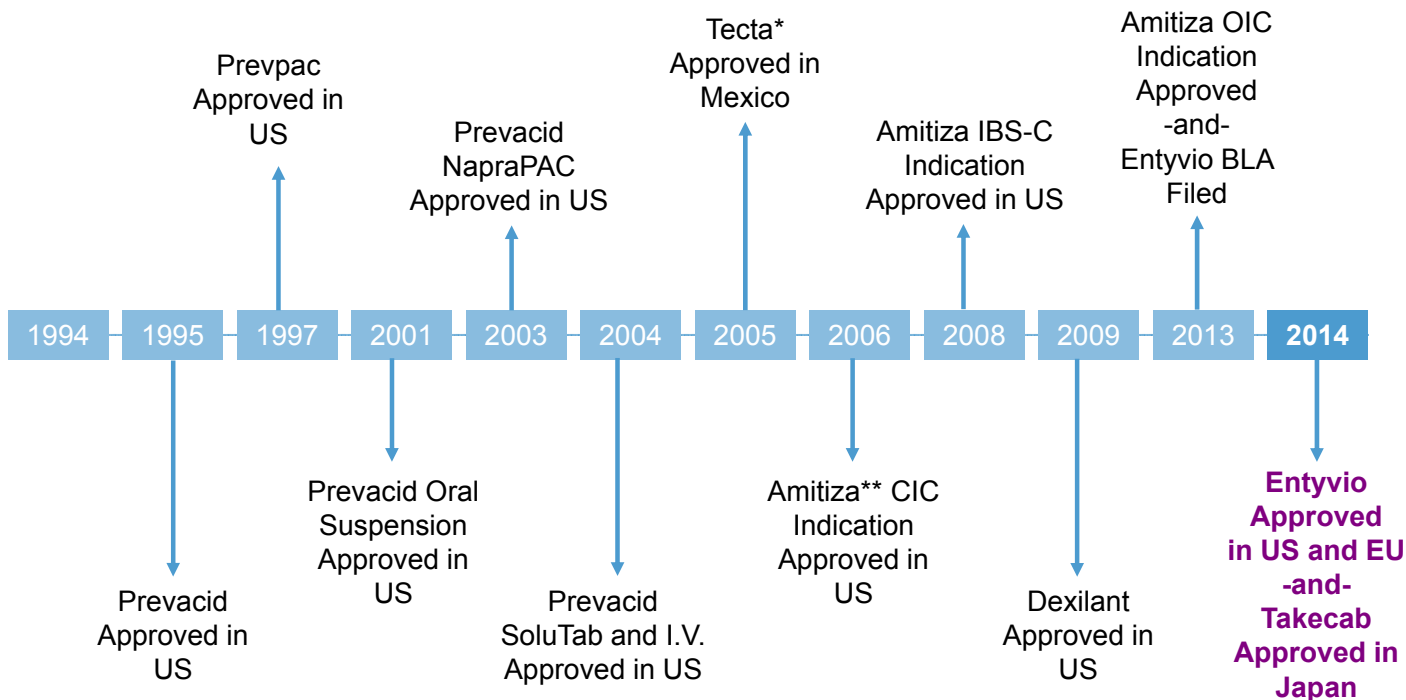 Prevpac
Approved in
US
Prevacid
NapraPAC
Approved in US
Tecta*
Approved in
Mexico
Amitiza IBS-C
Indication
Approved in US
Amitiza OIC
Indication
Approved
-and-
Entyvio BLA
Filed
1994
1995
1997
2001
2003
2004
2005
2006
2008
2009
2013
2014
Prevacid
Approved in
US
Prevacid Oral
Suspension
Approved in
US
Prevacid
SoluTab and I.V.
Approved in US
Amitiza** CIC
Indication
Approved in
US
Dexilant
Approved in
US
Entyvio
Approved
in US and EU
-and-
Takecab
Approved in
Japan